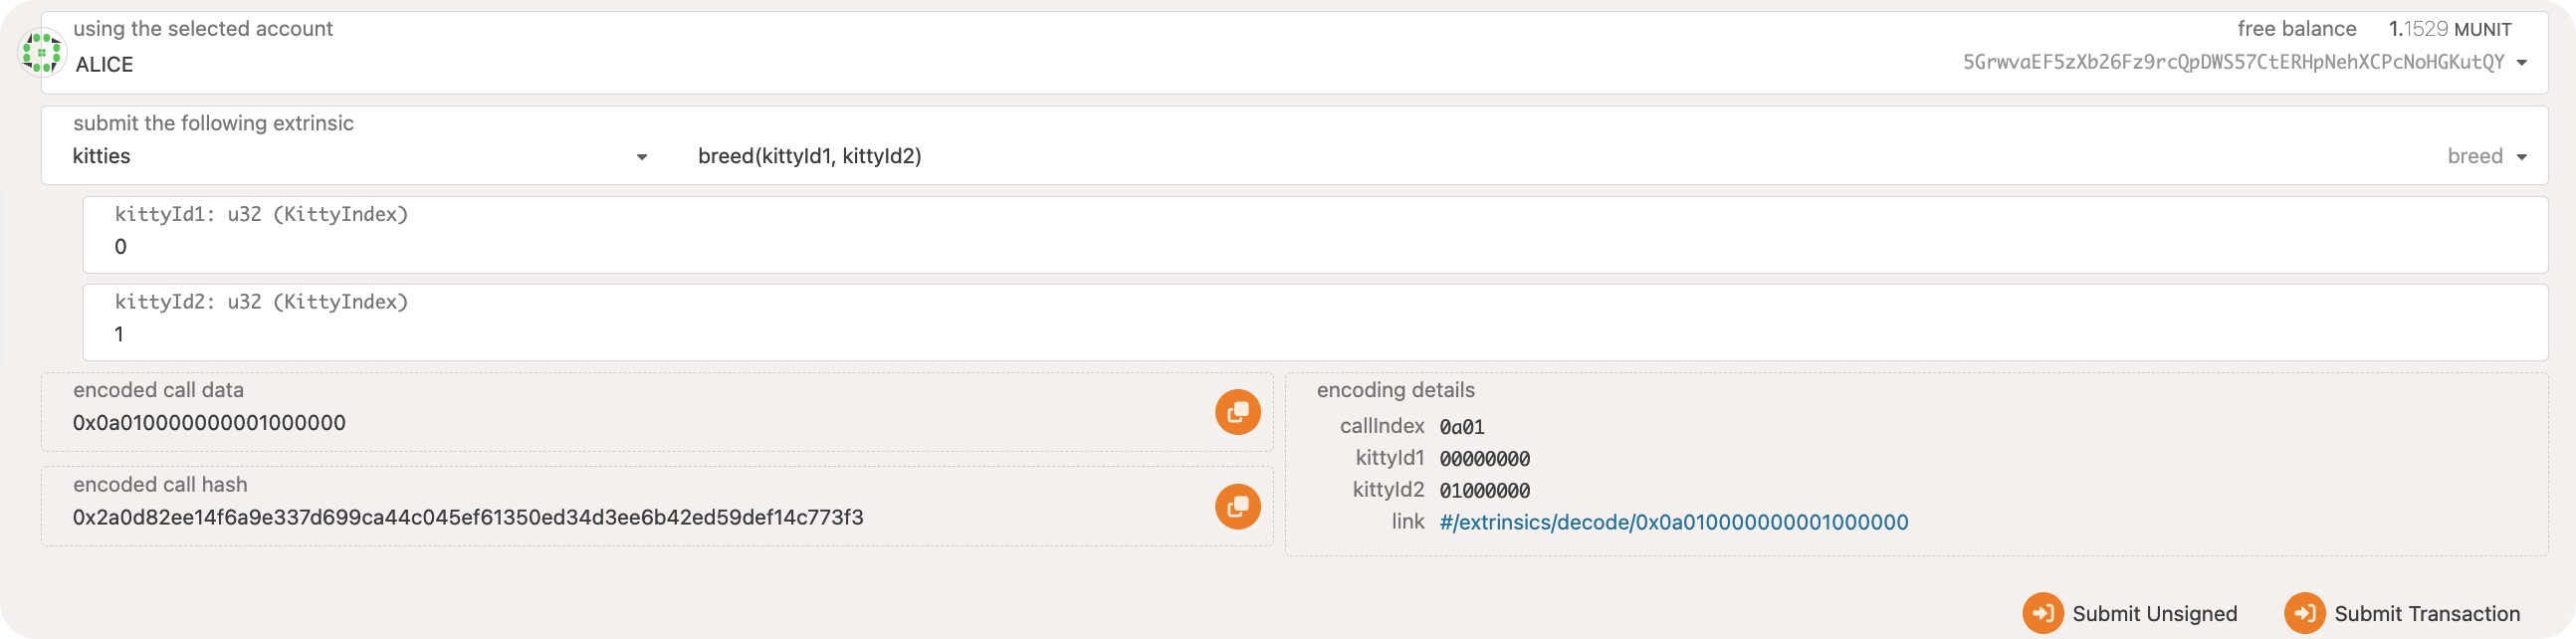 using the selected account
free balance 1.1529 MUNIT
ALICE
5GrwvaEF5zXb26Fz9rcQpDWS57CtERHpNehXCPcNoHGKutQY
submit the following extrinsic
kitties
breed(kittyId1, kittyId2)
breed
kittyId1: u32 (KittyIndex)
0
kittyId2: u32 (KittyIndex)
1
encoded call data
0x0a010000000001000000
encoded call hash
0x2a0d82ee14f6a9e337d699ca44c045ef61350ed34d3ee6b42ed59def14c773f3
encoding details
callIndex 0a01
kittyId1 00000000
kittyId2 01000000
link #/extrinsics/decode/0x0a010000000001000000
Submit Unsigned
Submit Transaction